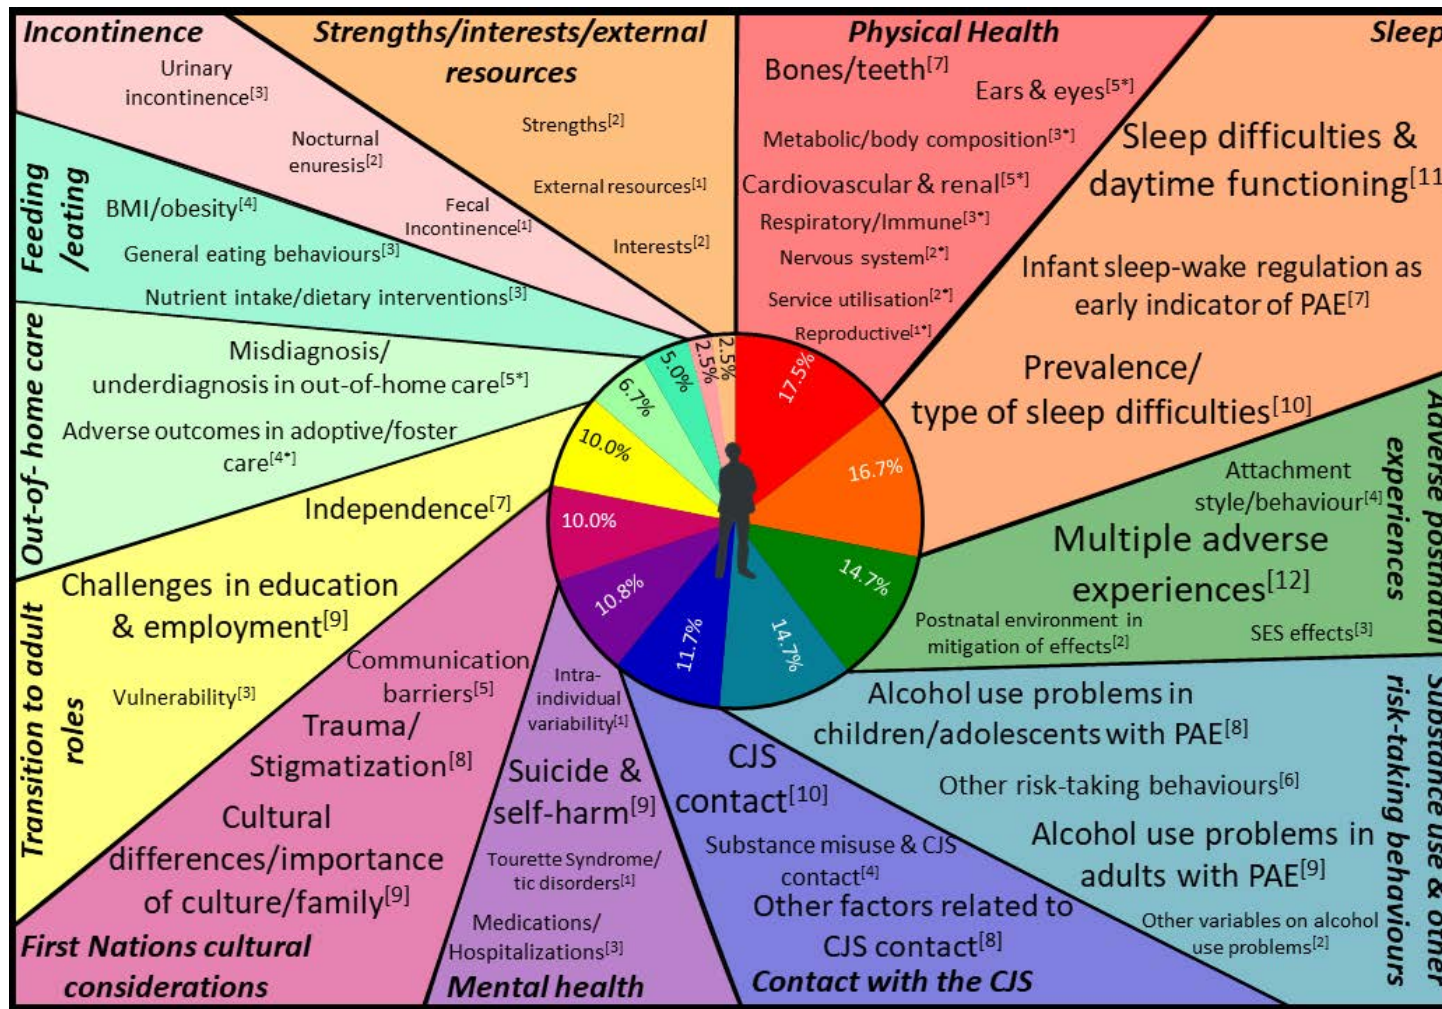 Incontinence
Urinary
incontinence[3]
Nocturnal
enuresis[2]
Fecal
Incontinence[1]
Strengths/interests/external
resources
Strengths[2]
External resources[1]
Interests[2]
Physical Health
Bones/teeth[7]
Ears & eyes[5*]
Metabolic/body composition[3*]
Cardiovascular & renal[5*]
Respiratory/Immune[3*]
Nervous system[2*]
Service utilisation[2*]
Reproductive[1*]
Sleep
Sleep difficulties &
daytime functioning[11
Infant sleep-wake regulation as
early indicator of PAE[7]
Prevalence/
type of sleep difficulties[10]
Adverse postnatal
experiences
Attachment
style/behaviour[4]
Multiple adverse
experiences[12]
Postnatal environment in
mitigation of effects[2]
SES effects[3]
Substance use & other
risk-taking behaviours
Alcohol use problems in
children/adolescents with PAE[8]
Other risk-taking behaviours[6]
Alcohol use problems in
adults with PAE[9]
Other variables on alcohol
use problems[2]
CJS
contact[10]
Substance misuse & CJS
contact[4]
Other factors related to
CJS contact[8]
Contact with the CJS
Intra-
individual
variability[1]
Suicide &
self-harm[9]
Tourette Syndrome/
tic disorders[1]
Medications/
Hospitalizations[3]
Mental health
Communication
barriers[5]
Trauma/
Stigmatization[8]
Cultural
differences/importance
of culture/family[9]
First Nations cultural
considerations
Transition to adult
roles
Independence[7]
Challenges in education
& employment[9]
Vulnerability[3]
Out-of- home care
Misdiagnosis/
underdiagnosis in out-of-home care[5*]
Adverse outcomes in adoptive/foster
care[4*]
Feeding
/eating
BMI/obesity[4]
General eating behaviours[3]
Nutrient intake/dietary interventions[3]
17.5%
16.7%
14.7%
14.7%
11.7%
10.8%
10.0%
10.0%
6.7%
5.0%
2.5%
2.5%